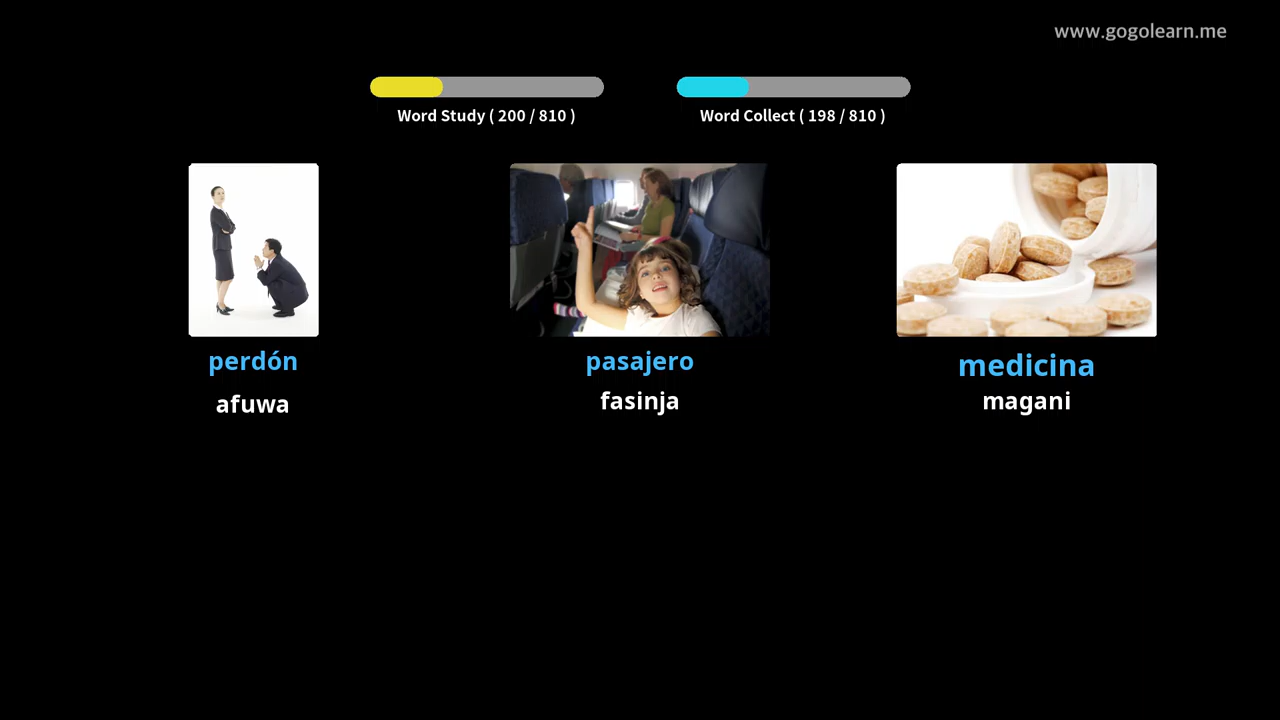 www.gogolearn.me
Word Study ( 200 / 810 )
Word Collect ( 198 / 810 )
perdón
pasajero
medicina
afuwa
fasinja
magani